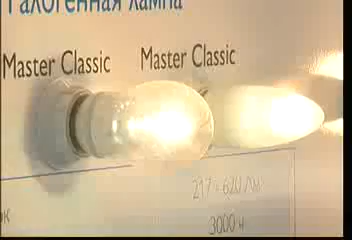 Галогенная лампа
Master Classic Master Classic
217 - 620 Лм
3000 ч